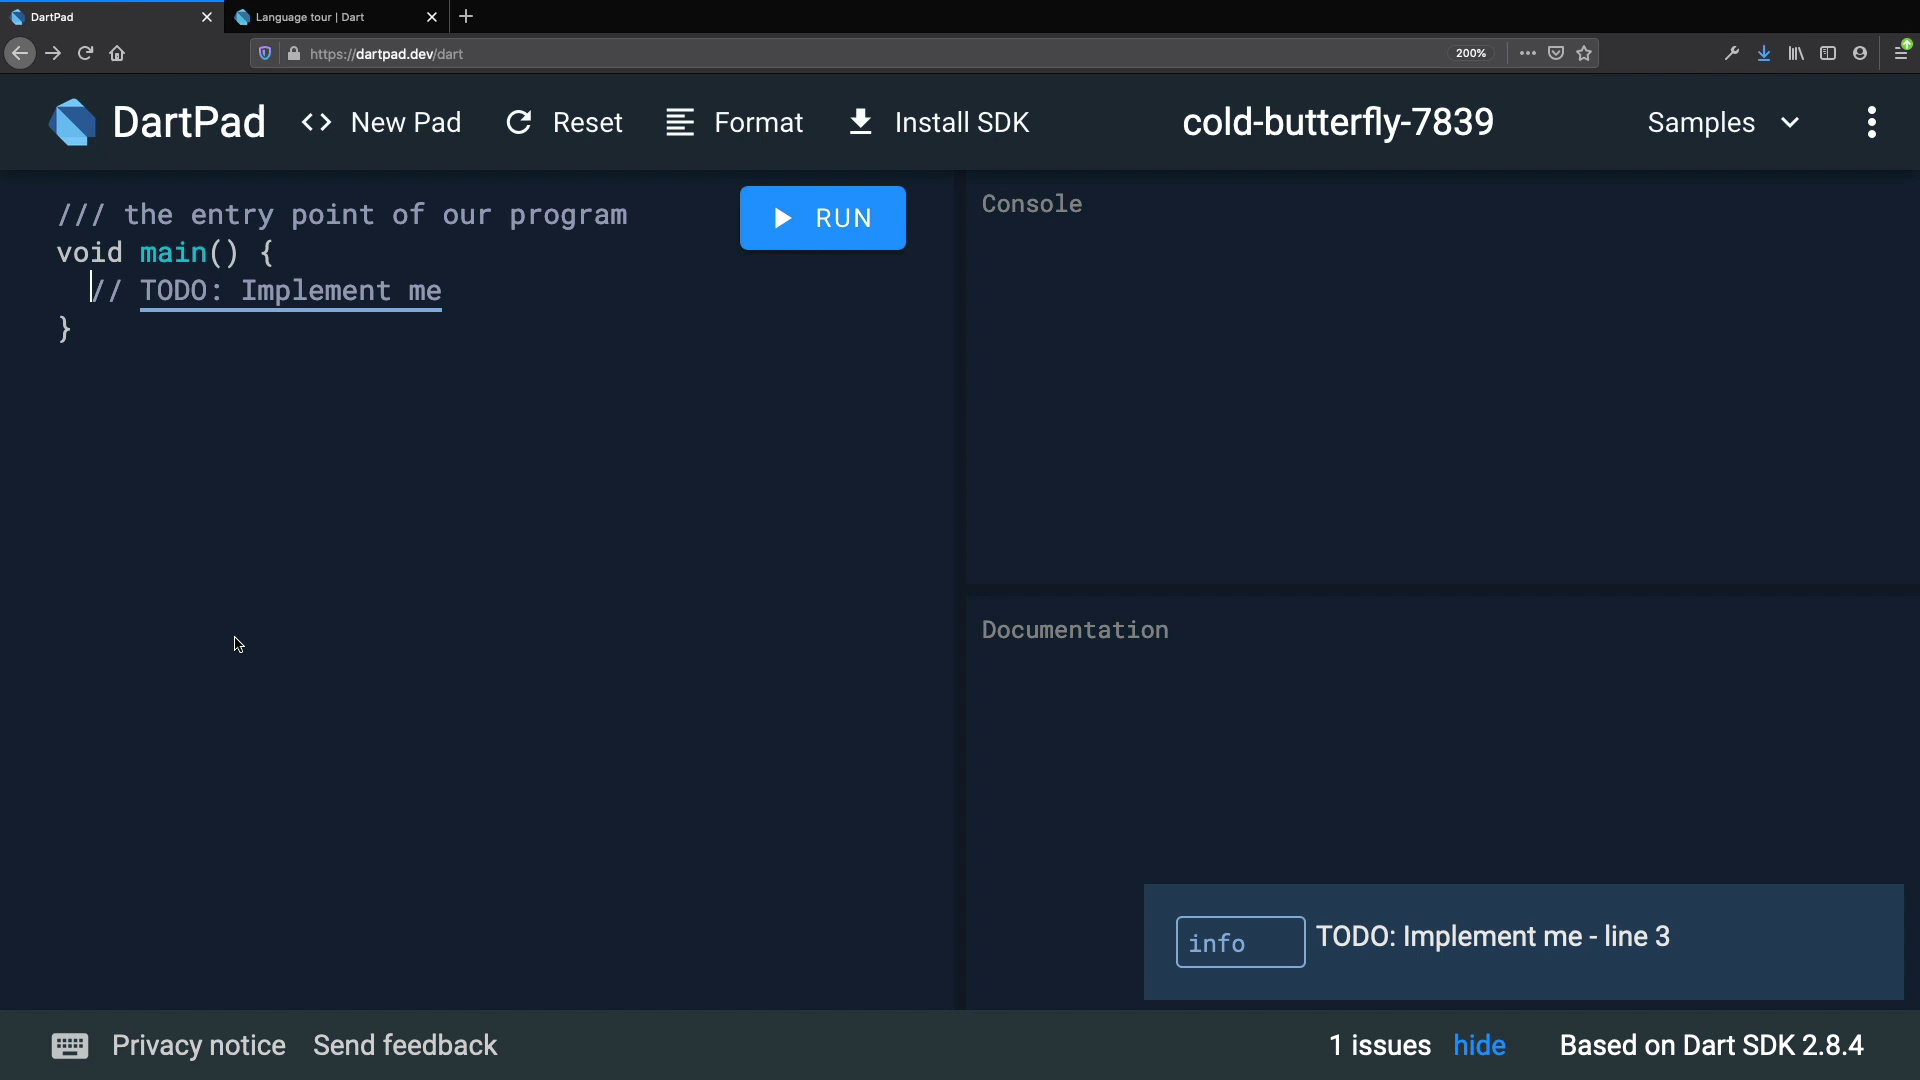 DartPad
Language tour | Dart
https://dartpad.dev/dart
200%
DartPad
<> New Pad
Reset
Format
Install SDK
cold-butterfly-7839
Samples
/// the entry point of our program
void main() {
// TODO: Implement me
}
RUN
Console
Documentation
info
TODO: Implement me - line 3
Privacy notice
Send feedback
1 issues hide
Based on Dart SDK 2.8.4